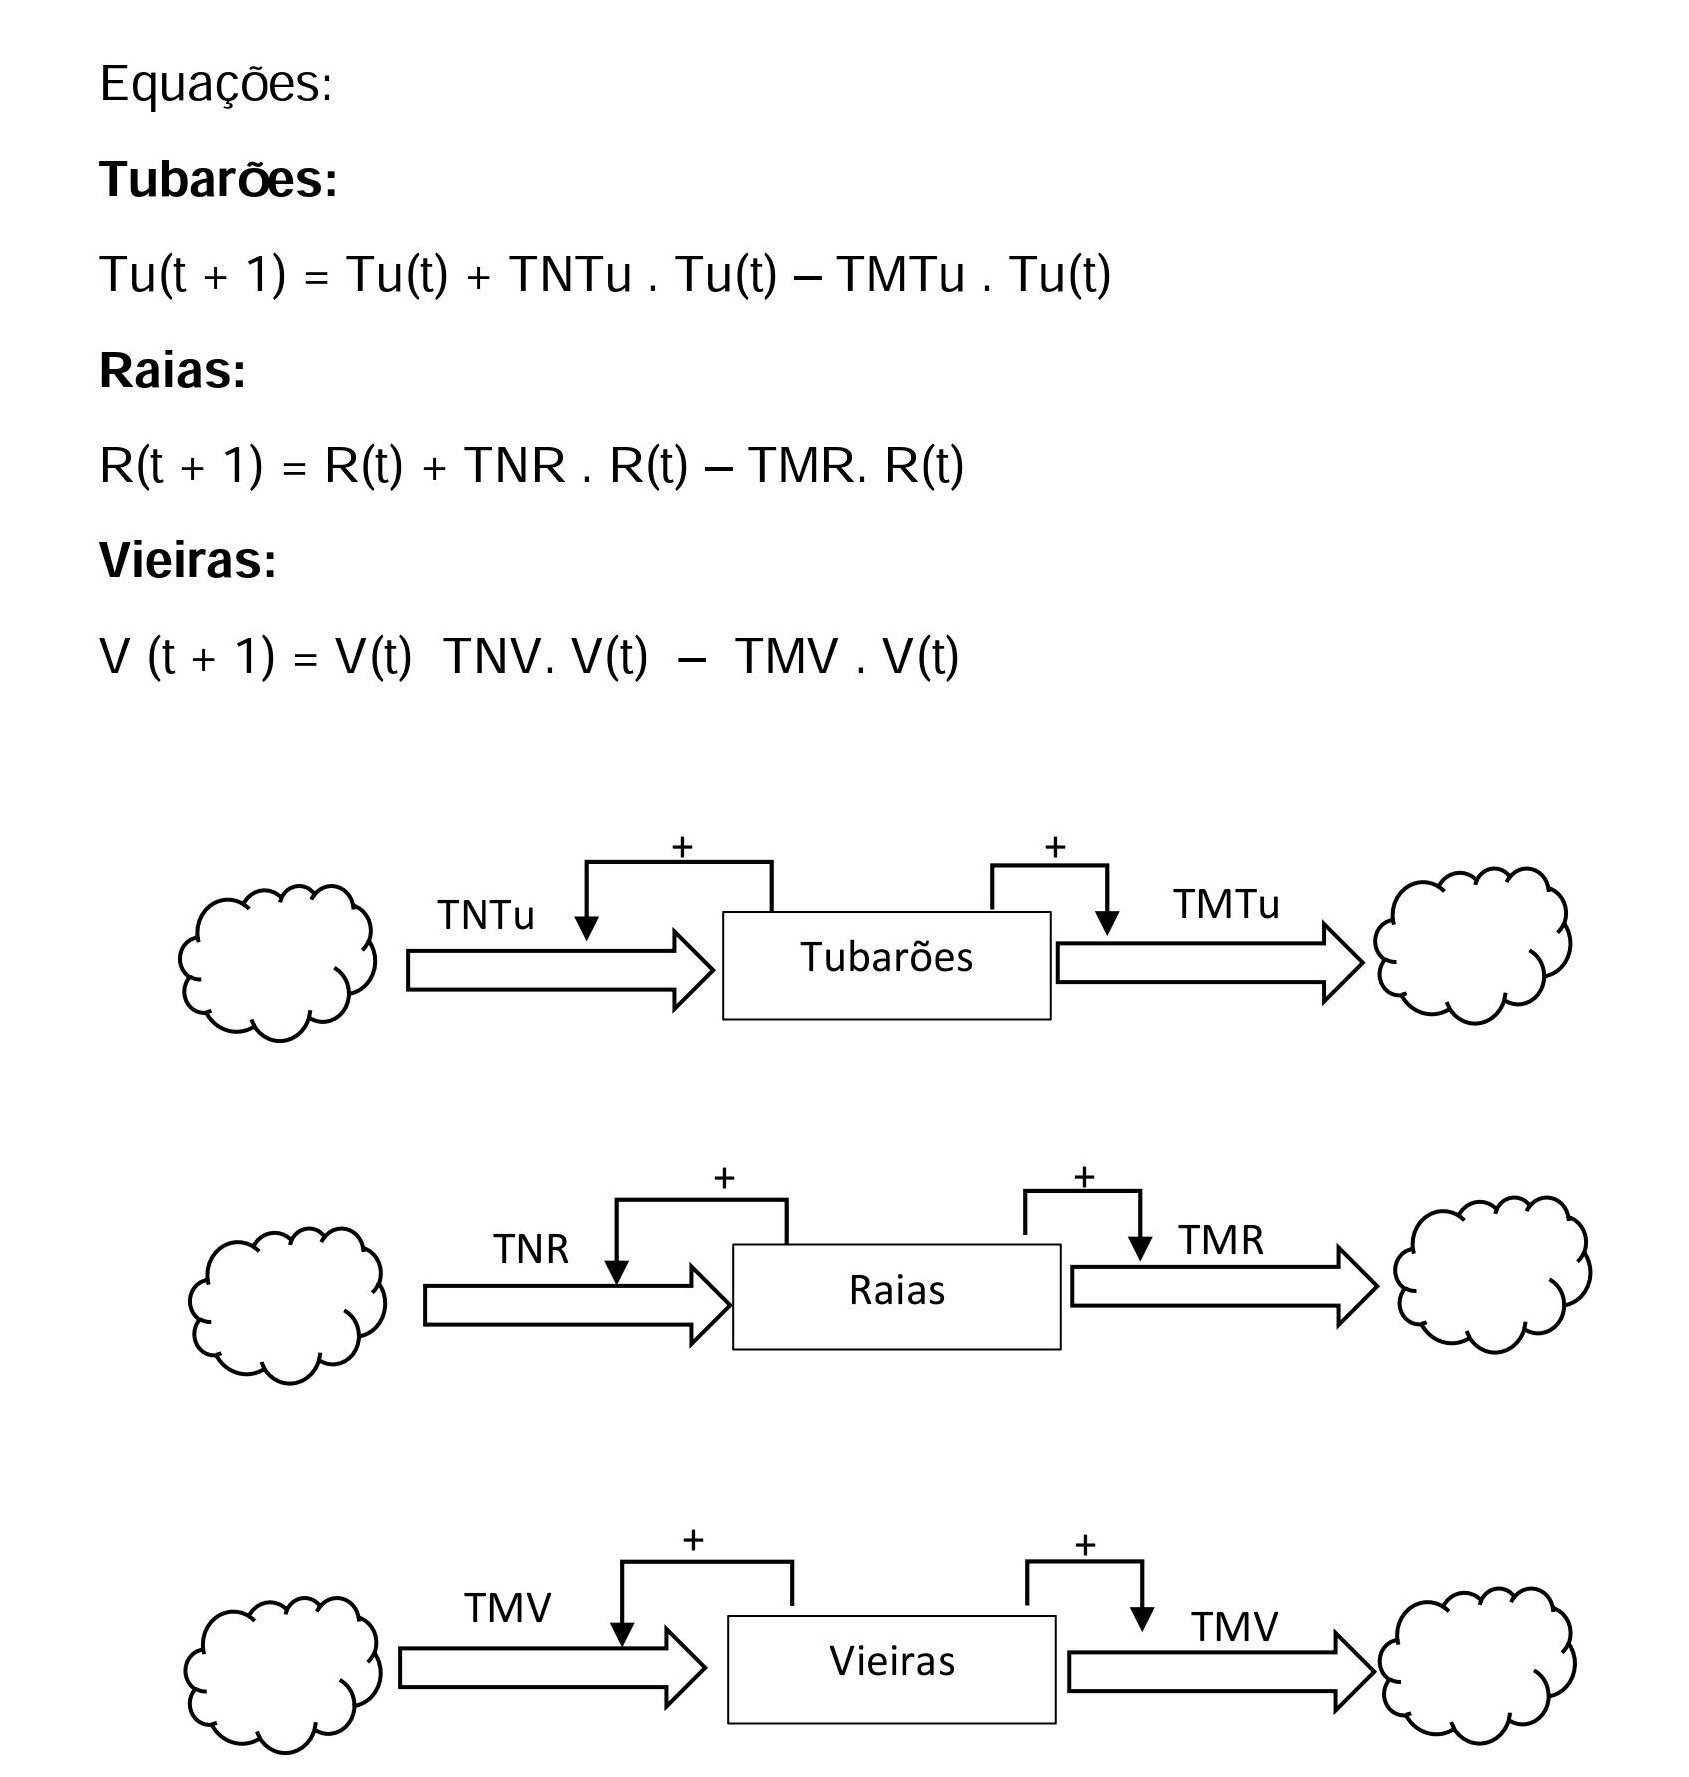 Equações:
Tubarões:
Tu(t + 1) = Tu(t) + TNTu . Tu(t) – TMTu . Tu(t)
Raias:
R(t + 1) = R(t) + TNR . R(t) – TMR. R(t)
Vieiras:
V (t + 1) = V(t)  TNV. V(t)  –  TMV . V(t)
+ +
TNTu TMTu
Tubarões
+ +
TNR TMR
Raias
+ +
TMV TMV
Vieiras